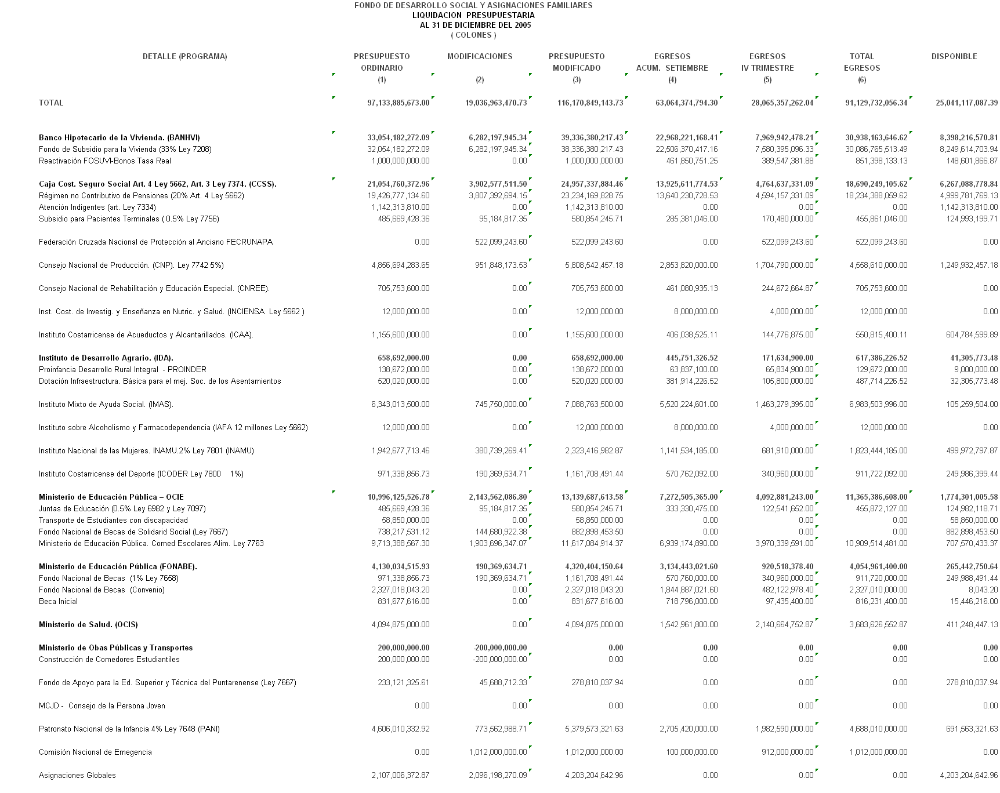 FONDO DE DESARROLLO SOCIAL Y ASIGNACIONES FAMILIARES
LIQUIDACION PRESUPUESTARIA
AL 31 DE DICIEMBRE DEL 2005
( COLONES )
DETALLE (PROGRAMA) PRESUPUESTO MODIFICACIONES PRESUPUESTO EGRESOS EGRESOS TOTAL DISPONIBLE
ORDINARIO MODIFICADO ACUM. SETIEMBRE IV TRIMESTRE EGRESOS
(1) (2) (3) (4) (5) (6)
TOTAL 97,133,885,673.00 19,036,963,470.73 116,170,849,143.73 63,064,374,794.30 28,065,357,262.04 91,129,732,056.34 25,041,117,087.39
Banco Hipotecario de la Vivienda. (BANHVI) 33,054,182,272.09 6,282,197,945.34 39,336,380,217.43 22,968,221,168.41 7,969,942,478.21 30,938,163,646.62 8,398,216,570.81
Fondo de Subsidio para la Vivienda (33% Ley 7208) 32,054,182,272.09 6,282,197,945.34 38,336,380,217.43 22,506,370,417.16 7,580,395,096.33 30,086,765,513.49 8,249,614,703.94
Reactivación FOSUVI-Bonos Tasa Real 1,000,000,000.00 0.00 1,000,000,000.00 461,850,751.25 389,547,381.88 851,398,133.13 148,601,866.87
Caja Cost. Seguro Social Art. 4 Ley 5662, Art. 3 Ley 7374. (CCSS). 21,054,760,372.96 3,902,577,511.50 24,957,337,884.46 13,925,611,774.53 4,764,637,331.09 18,690,249,105.62 6,267,088,778.84
Régimen no Contributivo de Pensiones (20% Art. 4 Ley 5662) 19,426,777,134.60 3,807,392,694.15 23,234,169,828.75 13,640,230,728.53 4,594,157,331.09 18,234,388,059.62 4,999,781,769.13
Atención Indigentes (art. Ley 7334) 1,142,313,810.00 0.00 1,142,313,810.00 0.00 0.00 0.00 1,142,313,810.00
Subsidio para Pacientes Terminales ( 0.5% Ley 7756) 485,669,428.36 95,184,817.35 580,854,245.71 285,381,046.00 170,480,000.00 455,861,046.00 124,993,199.71
Federación Cruzada Nacional de Protección al Anciano FECRUNAPA 0.00 522,099,243.60 522,099,243.60 0.00 522,099,243.60 522,099,243.60 0.00
Consejo Nacional de Producción. (CNP). Ley 7742 5%) 4,856,694,283.65 951,848,173.53 5,808,542,457.18 2,853,820,000.00 1,704,790,000.00 4,558,610,000.00 1,249,932,457.18
Consejo Nacional de Rehabilitación y Educación Especial. (CNREE). 705,753,600.00 0.00 705,753,600.00 461,080,935.13 244,672,664.87 705,753,600.00 0.00
Inst. Cost. de Investig. y Enseñanza en Nutric. y Salud. (INCIENSA Ley 5662 ) 12,000,000.00 0.00 12,000,000.00 8,000,000.00 4,000,000.00 12,000,000.00 0.00
Instituto Costarricense de Acueductos y Alcantarillados. (ICAA). 1,155,600,000.00 0.00 1,155,600,000.00 406,038,525.11 144,776,875.00 550,815,400.11 604,784,599.89
Instituto de Desarrollo Agrario. (IDA). 658,692,000.00 0.00 658,692,000.00 445,751,326.52 171,634,900.00 617,386,226.52 41,305,773.48
Proinfancia Desarrollo Rural Integral - PROINDER 138,672,000.00 0.00 138,672,000.00 63,837,100.00 65,834,900.00 129,672,000.00 9,000,000.00
Dotación Infraestructura. Básica para el mej. Soc. de los Asentamientos 520,020,000.00 0.00 520,020,000.00 381,914,226.52 105,800,000.00 487,714,226.52 32,305,773.48
Instituto Mixto de Ayuda Social. (IMAS). 6,343,013,500.00 745,750,000.00 7,088,763,500.00 5,520,224,601.00 1,463,279,395.00 6,983,503,996.00 105,259,504.00
Instituto sobre Alcoholismo y Farmacodependencia (IAFA 12 millones Ley 5662) 12,000,000.00 0.00 12,000,000.00 8,000,000.00 4,000,000.00 12,000,000.00 0.00
Instituto Nacional de las Mujeres. INAMU.2% Ley 7801 (INAMU) 1,942,677,713.46 380,739,269.41 2,323,416,982.87 1,141,534,185.00 681,910,000.00 1,823,444,185.00 499,972,797.87
Instituto Costarricense del Deporte (ICODER Ley 7800 1%) 971,338,856.73 190,369,634.71 1,161,708,491.44 570,762,092.00 340,960,000.00 911,722,092.00 249,986,399.44
Ministerio de Educación Pública – OCIE 10,996,125,526.78 2,143,562,086.80 13,139,687,613.58 7,272,505,365.00 4,092,881,243.00 11,365,386,608.00 1,774,301,005.58
Juntas de Educación (0.5% Ley 6982 y Ley 7097) 485,669,428.36 95,184,817.35 580,854,245.71 333,330,475.00 122,541,652.00 455,872,127.00 124,982,118.71
Transporte de Estudiantes con discapacidad 58,850,000.00 0.00 58,850,000.00 0.00 0.00 0.00 58,850,000.00
Fondo Nacional de Becas de Solidarid Social (Ley 7667) 738,217,531.12 144,680,922.38 882,898,453.50 0.00 0.00 0.00 882,898,453.50
Ministerio de Educación Pública. Comed Escolares Alim. Ley 7763 9,713,388,567.30 1,903,696,347.07 11,617,084,914.37 6,939,174,890.00 3,970,339,591.00 10,909,514,481.00 707,570,433.37
Ministerio de Educación Pública (FONABE). 4,130,034,515.93 190,369,634.71 4,320,404,150.64 3,134,443,021.60 920,518,378.40 4,054,961,400.00 265,442,750.64
Fondo Nacional de Becas (1% Ley 7658) 971,338,856.73 190,369,634.71 1,161,708,491.44 570,760,000.00 340,960,000.00 911,720,000.00 249,988,491.44
Fondo Nacional de Becas (Convenio) 2,327,018,043.20 0.00 2,327,018,043.20 1,844,887,021.60 482,122,978.40 2,327,010,000.00 8,043.20
Beca Inicial 831,677,616.00 0.00 831,677,616.00 718,796,000.00 97,435,400.00 816,231,400.00 15,446,216.00
Ministerio de Salud. (OCIS) 4,094,875,000.00 0.00 4,094,875,000.00 1,542,961,800.00 2,140,664,752.87 3,683,626,552.87 411,248,447.13
Ministerio de Obas Públicas y Transportes 200,000,000.00 -200,000,000.00 0.00 0.00 0.00 0.00 0.00
Construcción de Comedores Estudiantiles 200,000,000.00 -200,000,000.00 0.00 0.00 0.00 0.00 0.00
Fondo de Apoyo para la Ed. Superior y Técnica del Puntarenense (Ley 7667) 233,121,325.61 45,688,712.33 278,810,037.94 0.00 0.00 0.00 278,810,037.94
MCJD - Consejo de la Persona Joven 0.00 0.00 0.00 0.00 0.00 0.00 0.00
Patronato Nacional de la Infancia 4% Ley 7648 (PANI) 4,606,010,332.92 773,562,988.71 5,379,573,321.63 2,705,420,000.00 1,982,590,000.00 4,688,010,000.00 691,563,321.63
Comisión Nacional de Emegencia 0.00 1,012,000,000.00 1,012,000,000.00 100,000,000.00 912,000,000.00 1,012,000,000.00 0.00
Asignaciones Globales 2,107,006,372.87 2,096,198,270.09 4,203,204,642.96 0.00 0.00 0.00 4,203,204,642.96